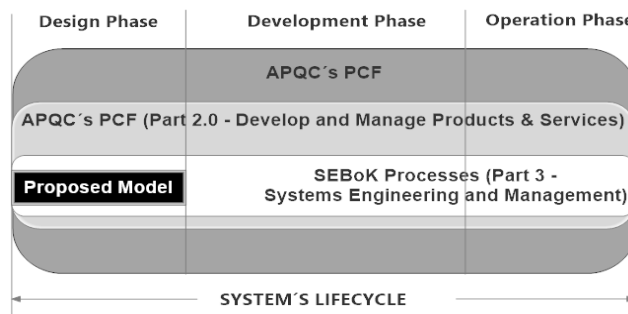 Design Phase Development Phase Operation Phase
APQC´s PCF
APQC´s PCF (Part 2.0 - Develop and Manage Products & Services)
Proposed Model
SEBoK Processes (Part 3 -
Systems Engineering and Management)
SYSTEM´S LIFECYCLE